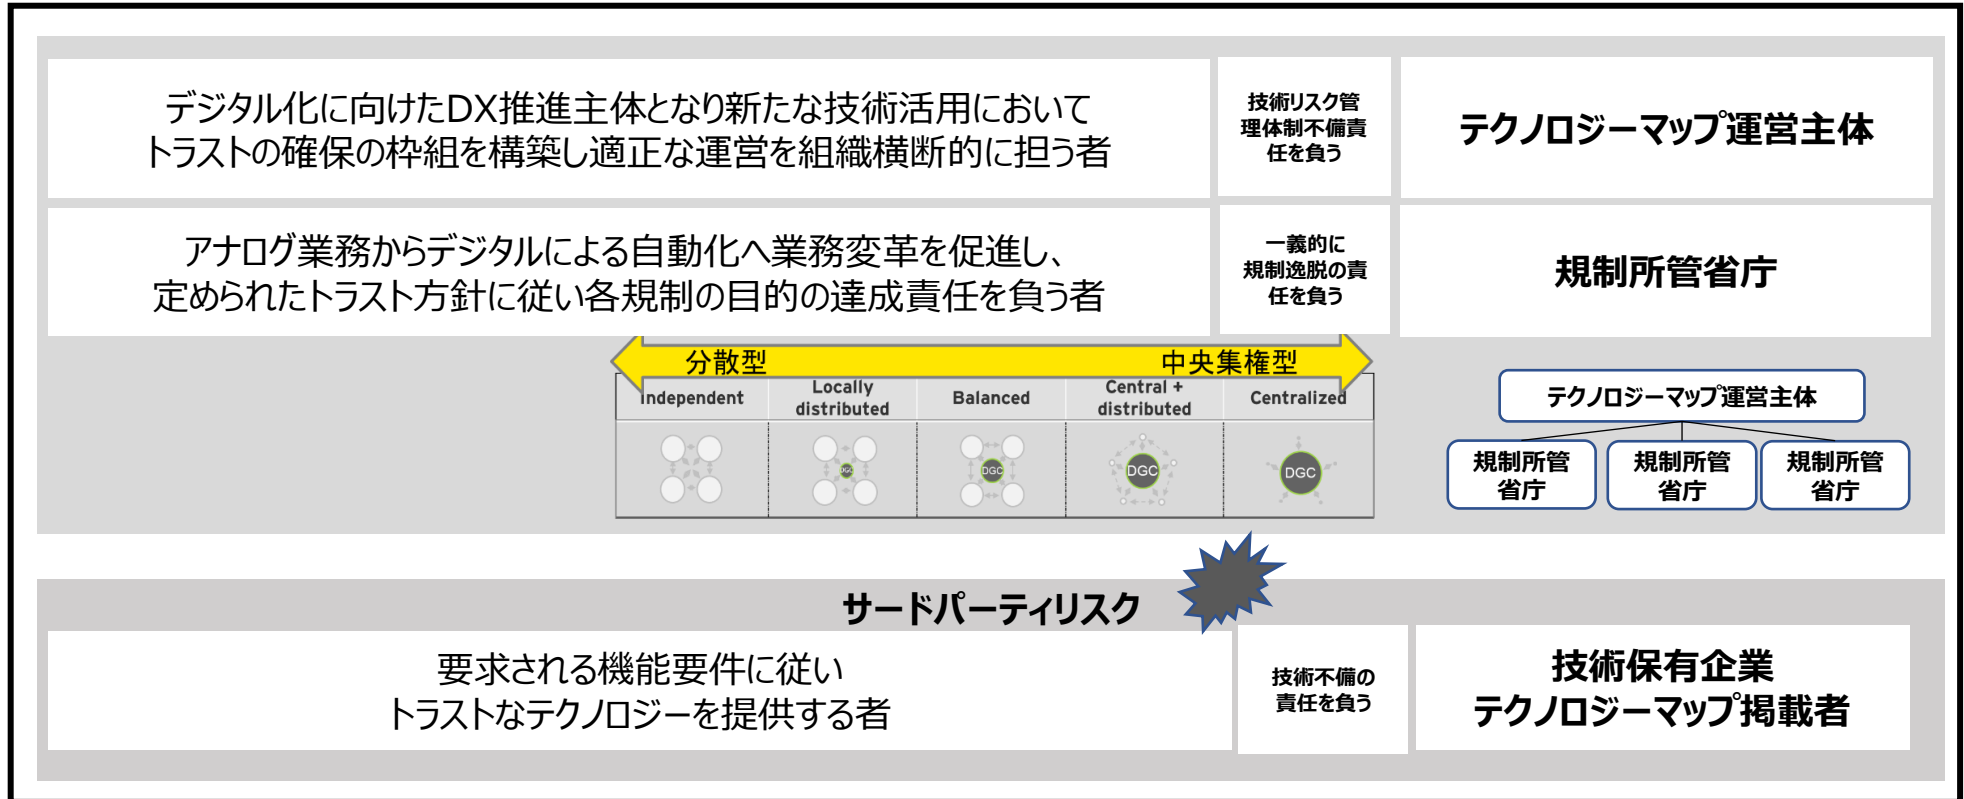 デジタル化に向けたDX推進主体となり新たな技術活用において
トラストの確保の枠組を構築し適正な運営を組織横断的に担う者
技術リスク管
理体制不備責
任を負う
テクノロジーマップ運営主体
アナログ業務からデジタルによる自動化へ業務変革を促進し、
定められたトラスト方針に従い各規制の目的の達成責任を負う者
一義的に
規制逸脱の責
任を負う
規制所管省庁
分散型
中央集権型
Independent
Locally
distributed
Balanced
Central +
distributed
Centralized
DGC
DGC
DGC
DGC
テクノロジーマップ運営主体
規制所管
省庁
規制所管
省庁
規制所管
省庁
サードパーティリスク
要求される機能要件に従い
トラストなテクノロジーを提供する者
技術不備の
責任を負う
技術保有企業
テクノロジーマップ掲載者